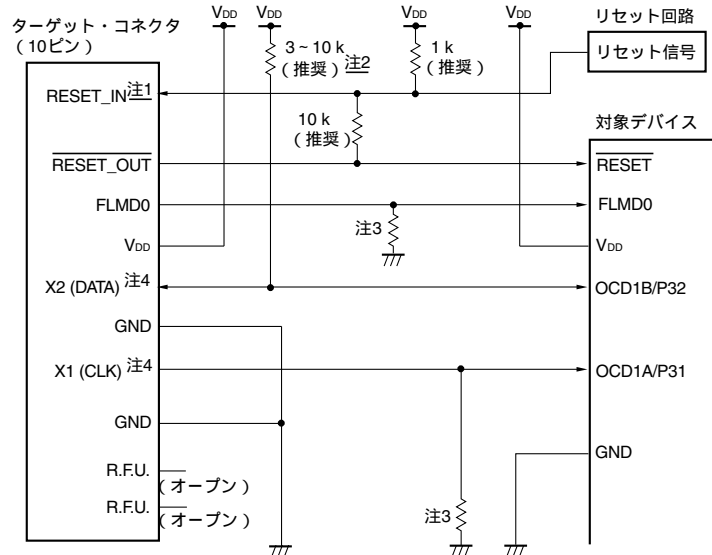 ターゲット・コネクタ
（10ピン）
VDD
VDD
VDD
VDD
リセット回路
リセット信号
3～10 k
（推奨）注2
1 k
（推奨）
RESET_IN注1
10 k
（推奨）
対象デバイス
RESET_OUT
RESET
FLMD0
FLMD0
注3
VDD
VDD
X2 (DATA) 注4
OCD1B/P32
GND
X1 (CLK) 注4
OCD1A/P31
GND
GND
R.F.U.
（オープン）
R.F.U.
（オープン）
注3